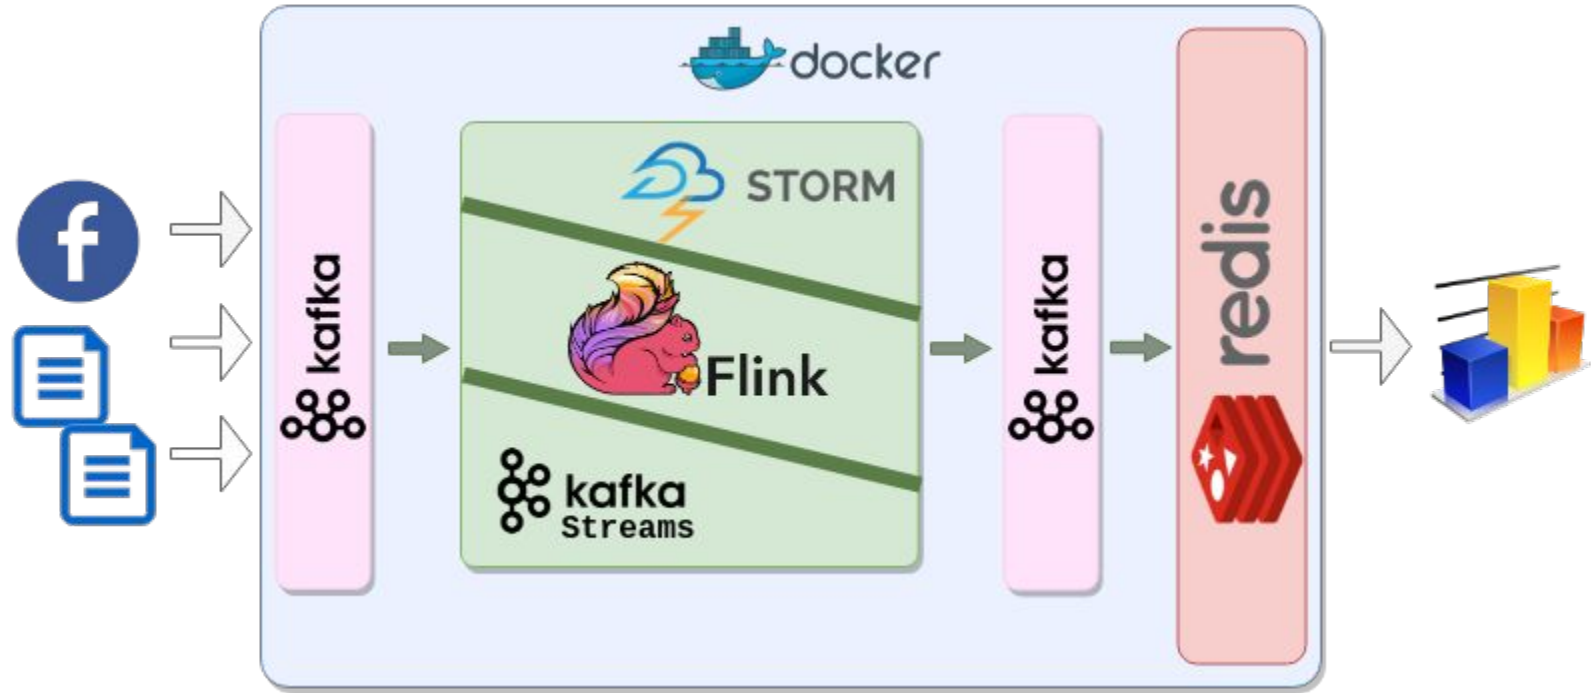 docker
kafka
STORM
Flink
kafka
Streams
kafka
redis